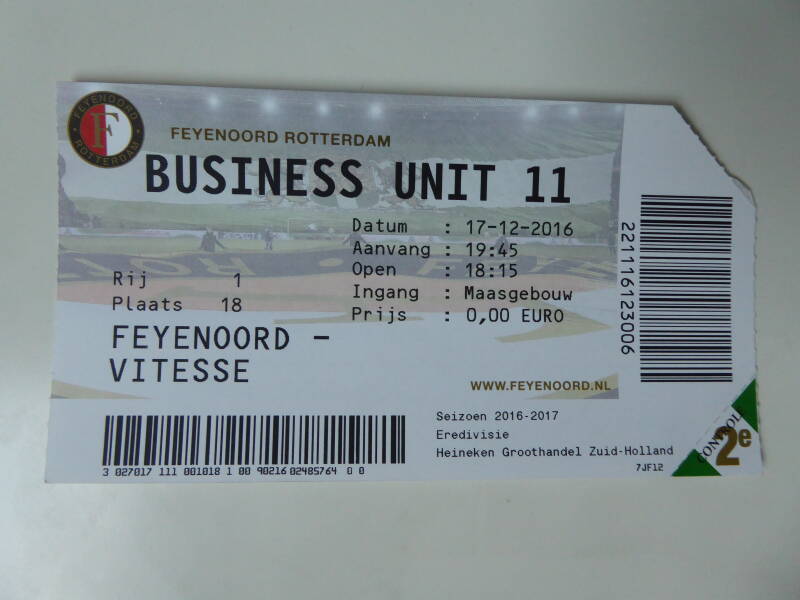 FEYENOORD
F
ROTTERDAM
FEYENOORD ROTTERDAM
BUSINESS UNIT 11
Datum : 17-12-2016
Aanvang : 19:45
Open : 18:15
Ingang : Maasgebouw
Prijs : 0,00 EURO
Rij 1
Plaats 18
FEYENOORD -
VITESSE
WWW.FEYENOORD.NL
Seizoen 2016-2017
Eredivisie
Heineken Groothandel Zuid-Holland
7JF12
3 027017 111 001018 1 00 90216 02485764 0 0
221116123006
CONTROLE
2e